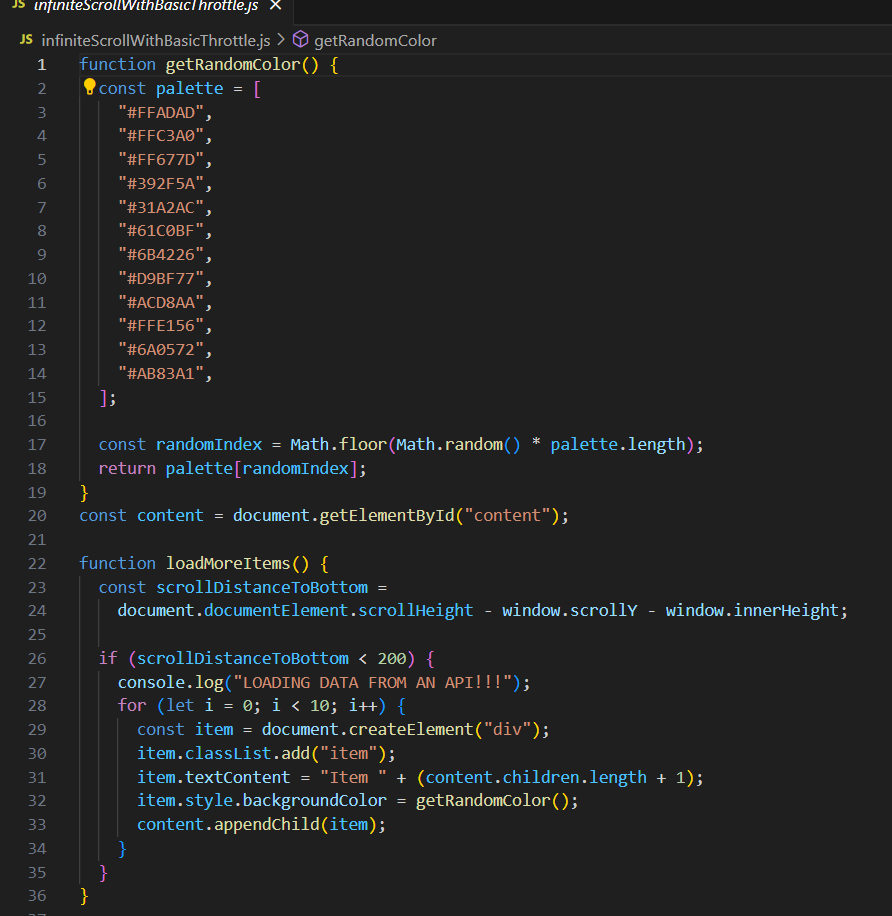 JS infiniteScrollWithBasicThrottle.js ×
JS infiniteScrollWithBasicThrottle.js > getRandomColor
1 function getRandomColor() {
2 const palette = [
3 "#FFADAD",
4 "#FFC3A0",
5 "#FF677D",
6 "#392F5A",
7 "#31A2AC",
8 "#61C0BF",
9 "#6B4226",
10 "#D9BF77",
11 "#ACD8AA",
12 "#FFE156",
13 "#6A0572",
14 "#AB83A1",
15 ];
16
17 const randomIndex = Math.floor(Math.random() * palette.length);
18 return palette[randomIndex];
19 }
20 const content = document.getElementById("content");
21
22 function loadMoreItems() {
23 const scrollDistanceToBottom =
24 document.documentElement.scrollHeight - window.scrollY - window.innerHeight;
25
26 if (scrollDistanceToBottom < 200) {
27 console.log("LOADING DATA FROM AN API!!!");
28 for (let i = 0; i < 10; i++) {
29 const item = document.createElement("div");
30 item.classList.add("item");
31 item.textContent = "Item " + (content.children.length + 1);
32 item.style.backgroundColor = getRandomColor();
33 content.appendChild(item);
34 }
35 }
36 }